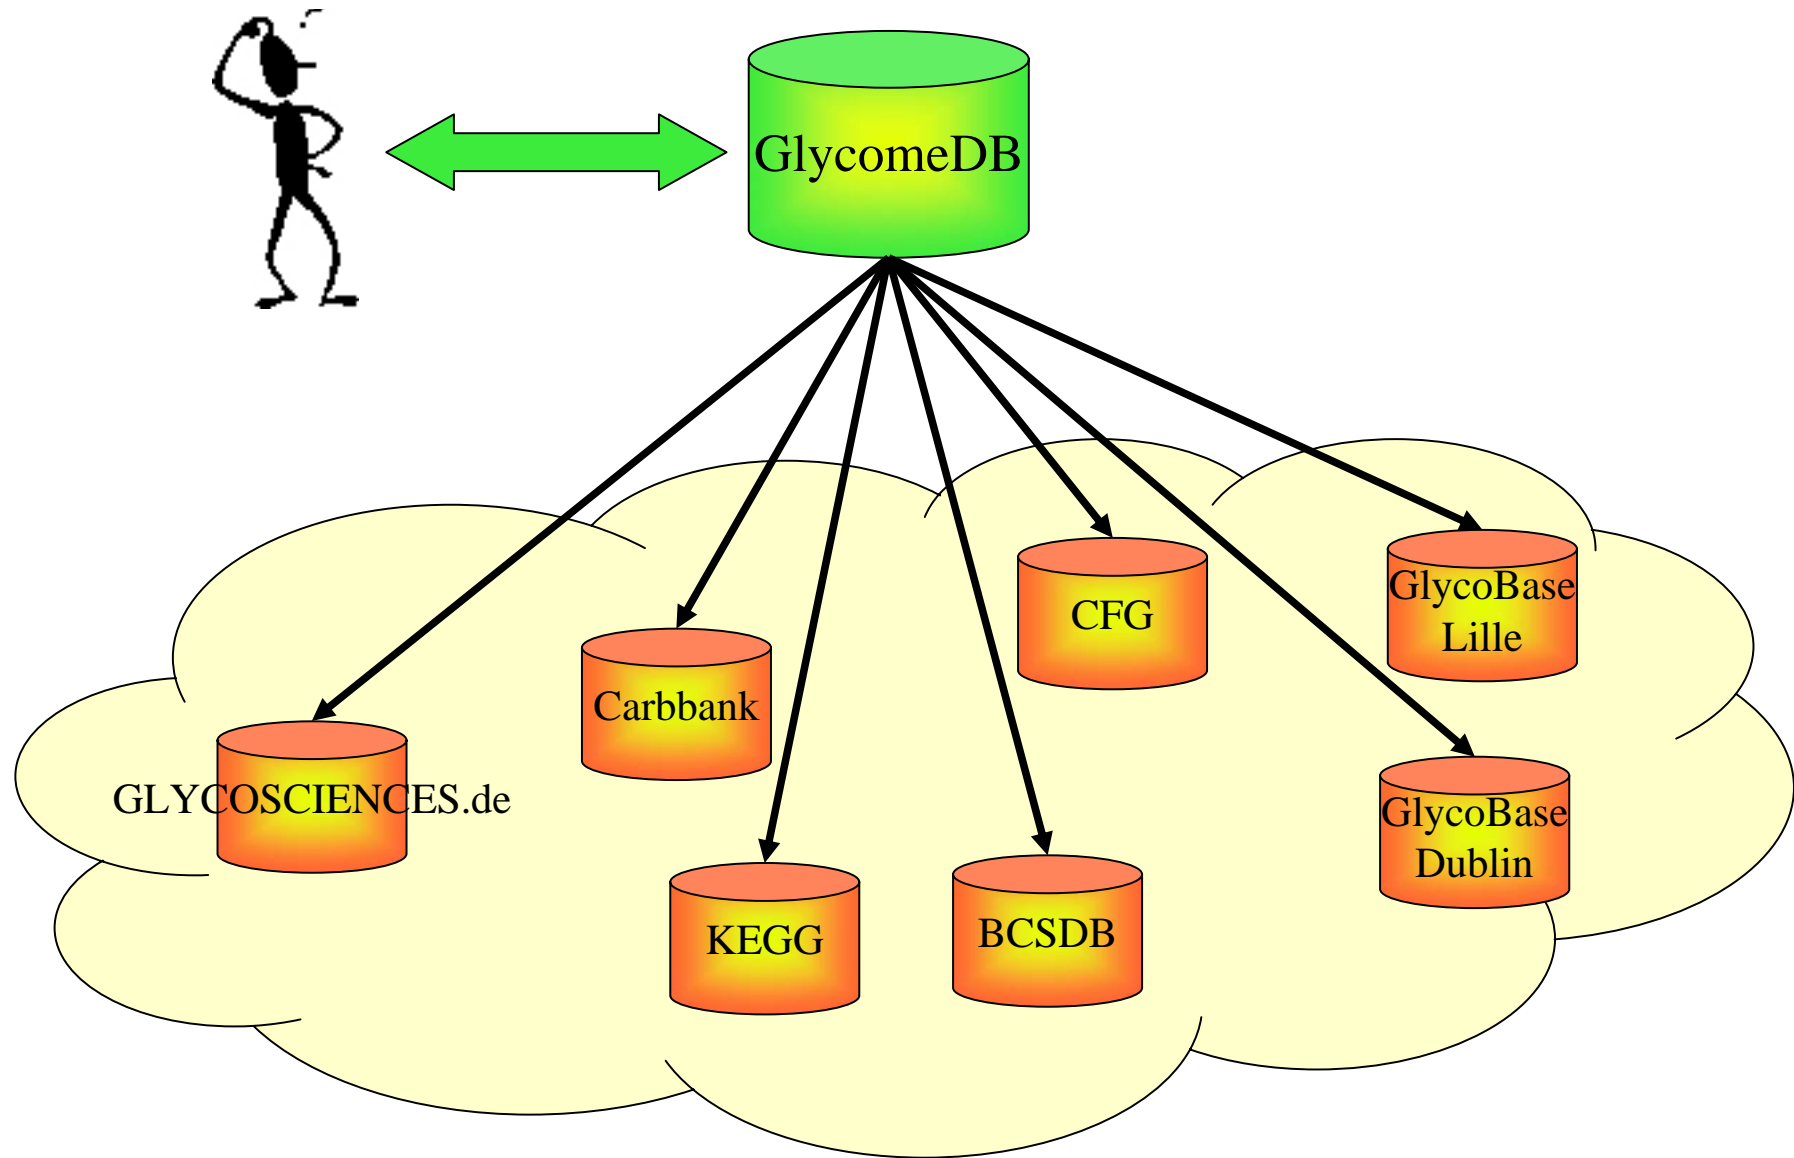 GlycomeDB
CFG
GlycoBase
Lille
Carbbank
GLYCOSCIENCES.de
GlycoBase
Dublin
KEGG
BCSDB